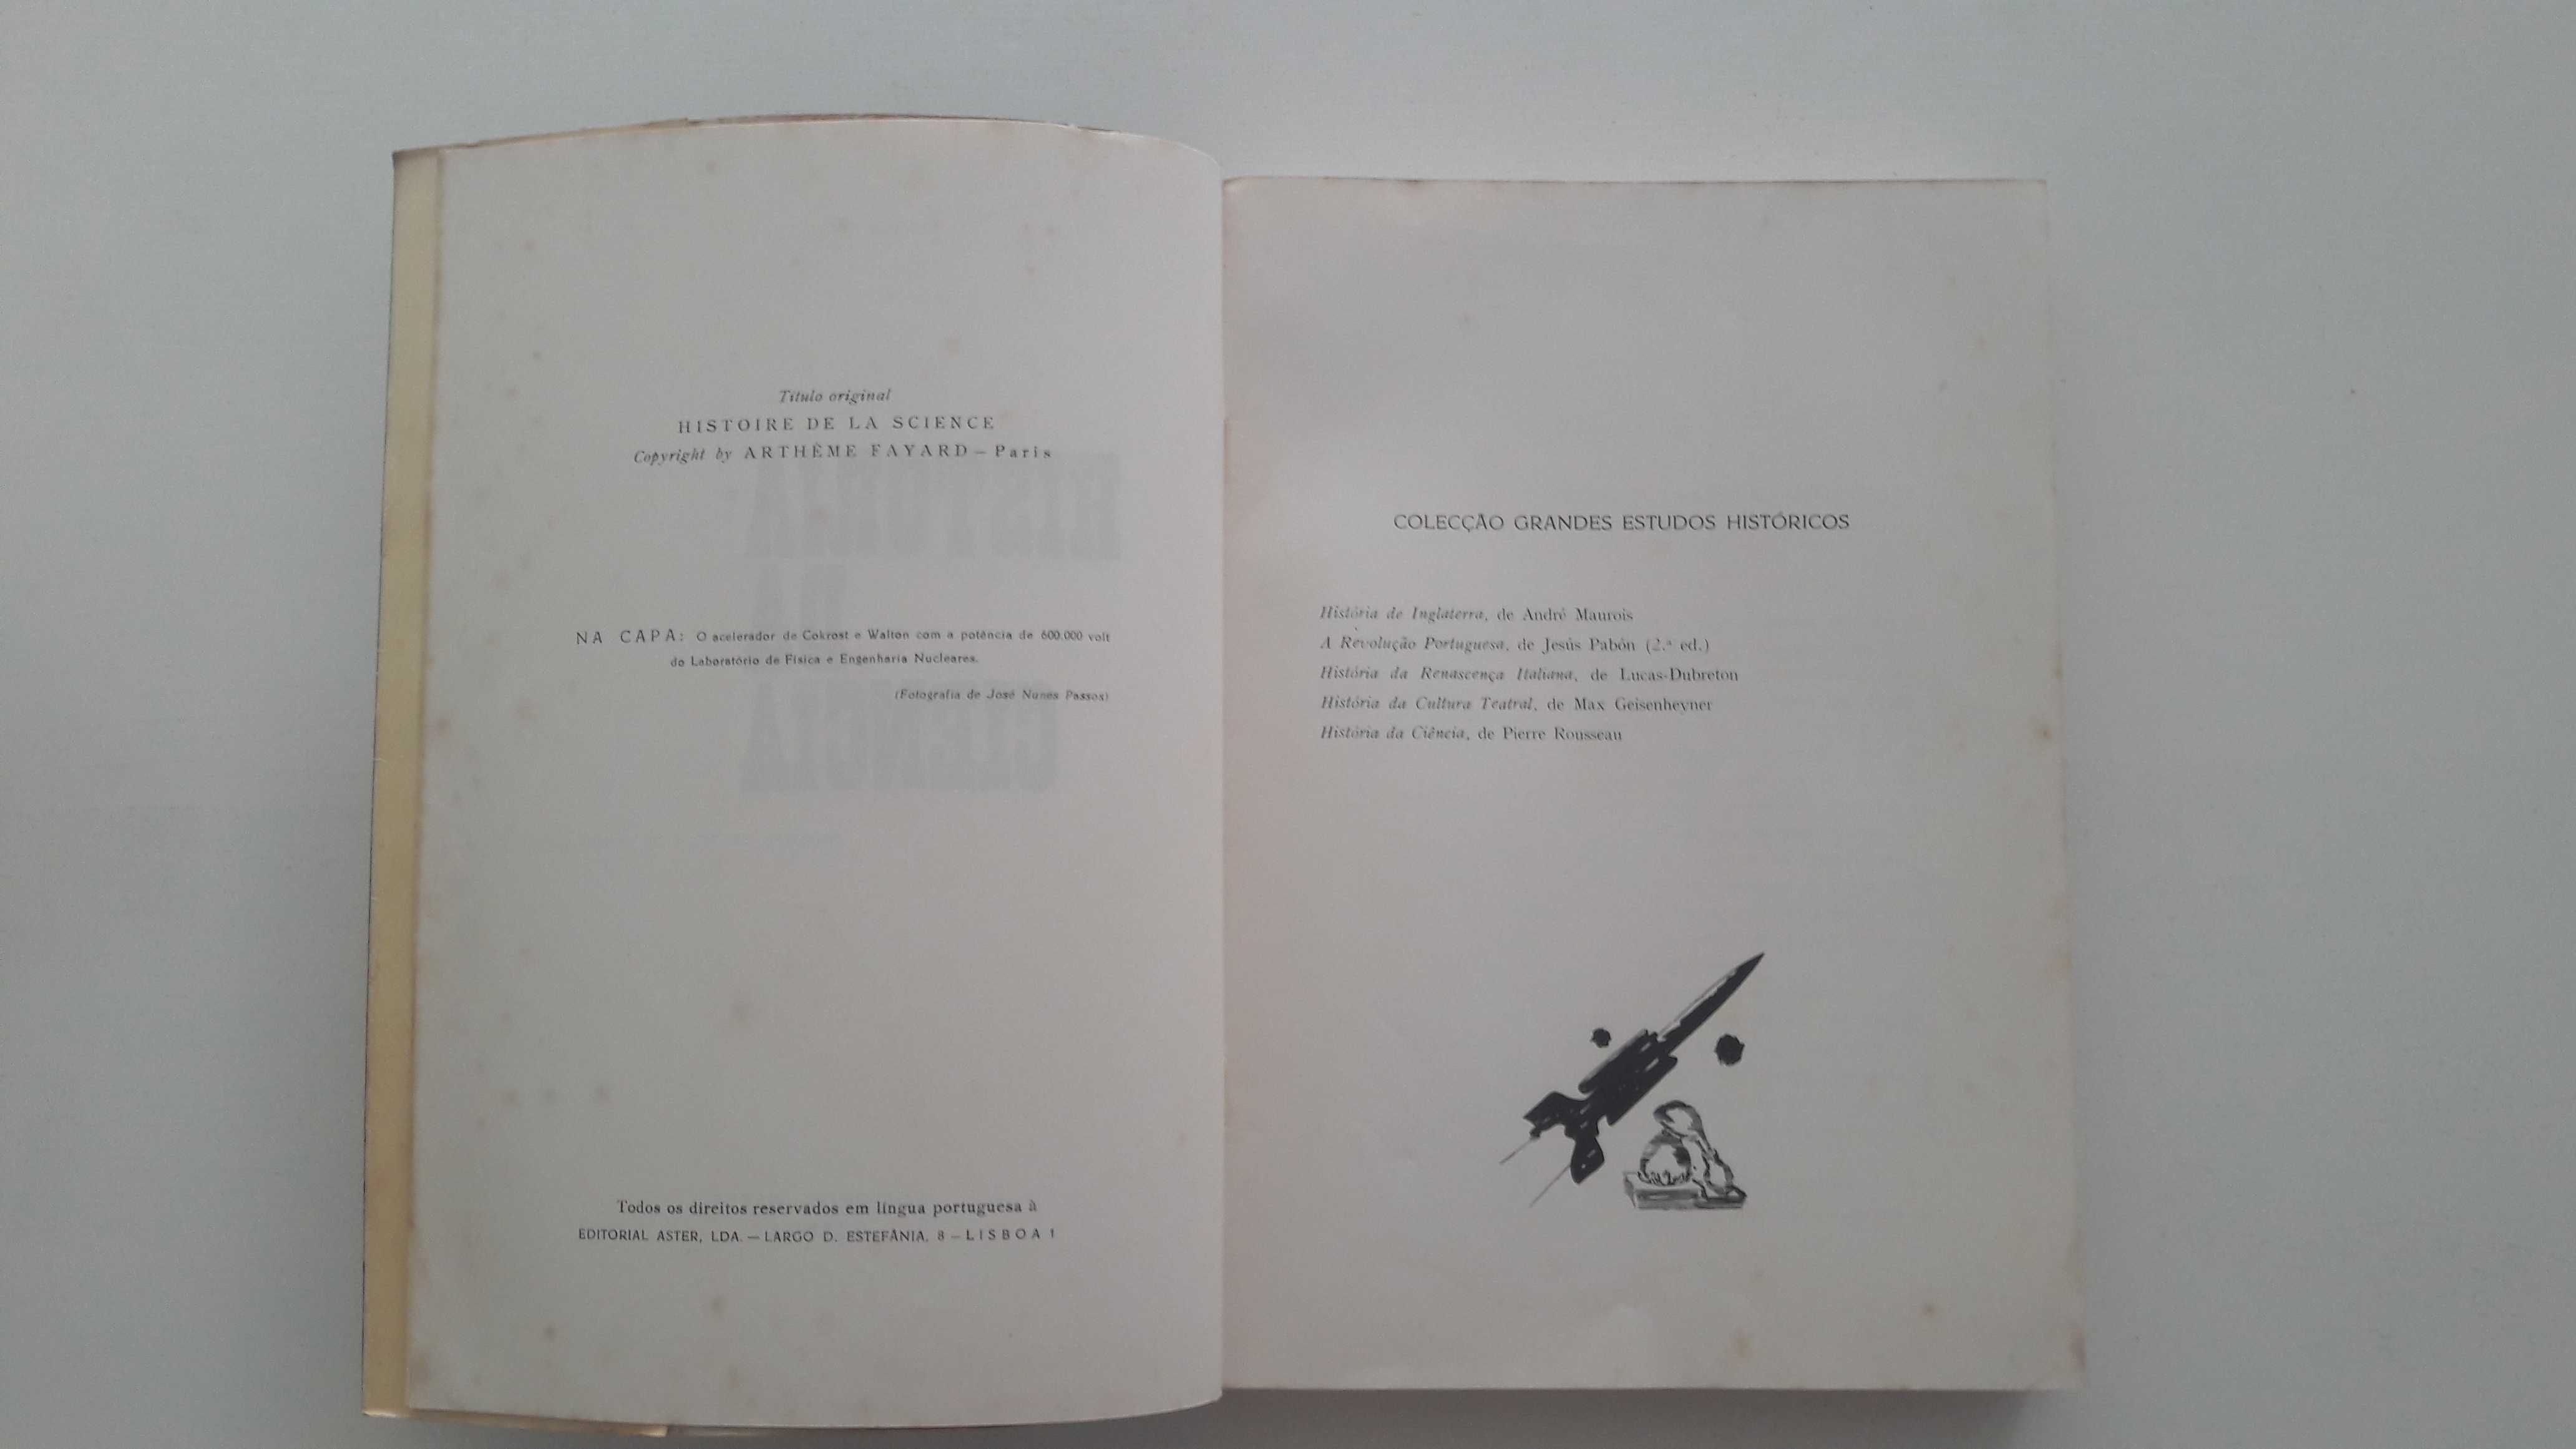 Título original
HISTOIRE DE LA SCIENCE
Copyright by ARTHÈME FAYARD — Paris
NA CAPA: O acelerador de Cokrost e Walton com a potência de 600.000 volt
do Laboratório de Física e Engenharia Nucleares.
(Fotografia de José Nunes Passos)
Todos os direitos reservados em língua portuguesa à
EDITORIAL ASTER, LDA. — LARGO D. ESTEFÂNIA, 8 — LISBOA 1
COLECÇÃO GRANDES ESTUDOS HISTÓRICOS
História de Inglaterra, de André Maurois
A Revolução Portuguesa, de Jesús Pabón (2.ª ed.)
História da Renascença Italiana, de Lucas-Dubreton
História da Cultura Teatral, de Max Geisenheyner
História da Ciência, de Pierre Rousseau